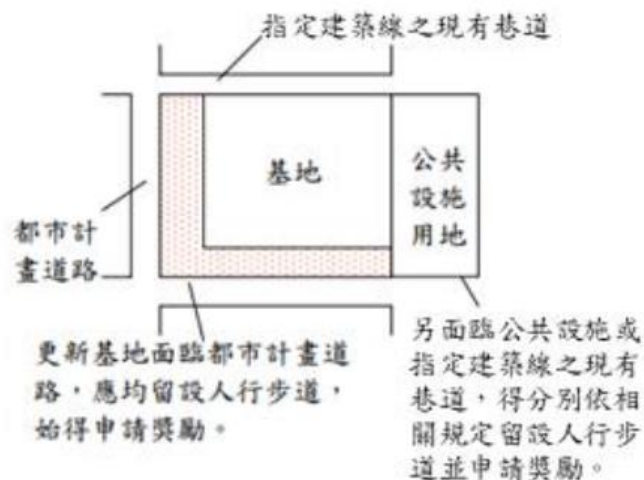 指定建築線之現有巷道
基地
公共
設施
用地
都市計
畫道路
更新基地面臨都市計畫道
路，應均留設人行步道，
始得申請獎勵。
另面臨公共設施或
指定建築線之現有
巷道，得分別依相
關規定留設人行步
道並申請獎勵。